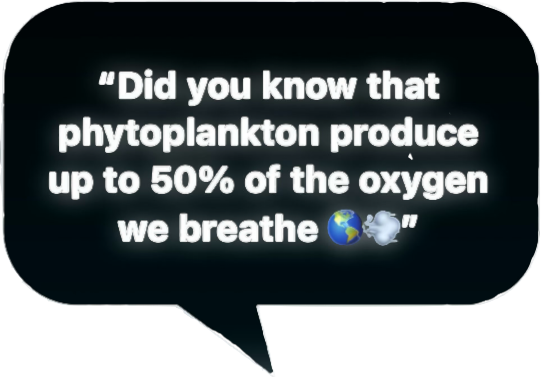 “Did you know that
phytoplankton produce
up to 50% of the oxygen
we breathe 🌎💨”